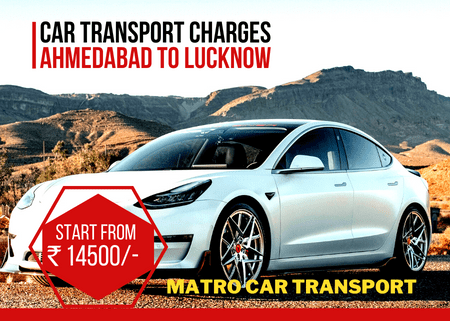 CAR TRANSPORT CHARGES
AHMEDABAD TO LUCKNOW
START FROM
₹ 14500/-
MATRO CAR TRANSPORT